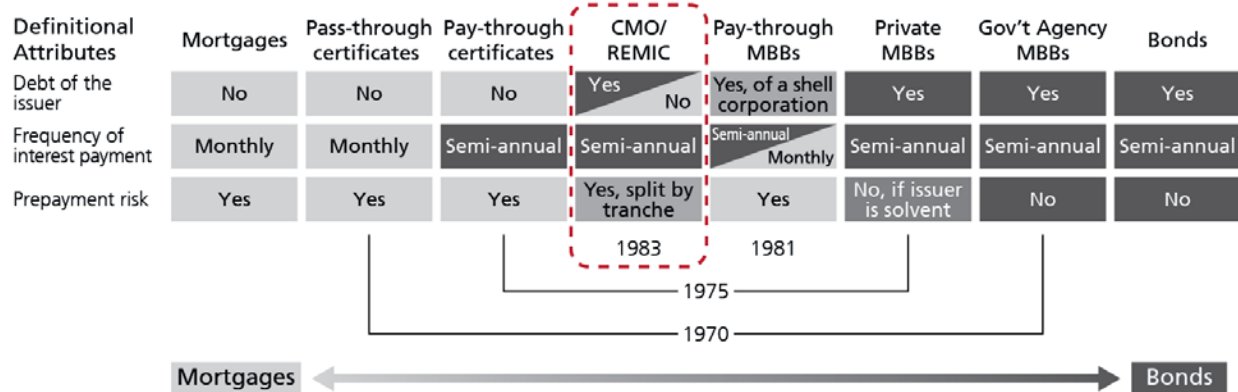 Definitional
Attributes
Mortgages
Pass-through
certificates
Pay-through
certificates
CMO/
REMIC
Pay-through
MBBs
Private
MBBs
Gov't Agency
MBBs
Bonds
Debt of the
issuer
No
No
No
Yes
No
Yes, of a shell
corporation
Yes
Yes
Yes
Frequency of
interest payment
Monthly
Monthly
Semi-annual
Semi-annual
Semi-annual
Monthly
Semi-annual
Semi-annual
Semi-annual
Prepayment risk
Yes
Yes
Yes
Yes, split by
tranche
Yes
No, if issuer
is solvent
No
No
1983
1981
1975
1970
Mortgages
Bonds